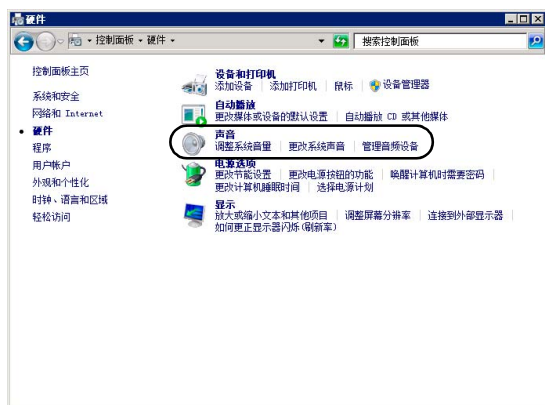 硬件
控制面板 硬件
搜索控制面板
控制面板主页
系统和安全
网络和 Internet
硬件
程序
用户帐户
外观和个性化
时钟、语言和区域
轻松访问
设备和打印机
添加设备 添加打印机 鼠标 设备管理器
自动播放
更改媒体或设备的默认设置 自动播放 CD 或其他媒体
声音
调整系统音量 更改系统声音 管理音频设备
电源选项
更改节能设置 更改电源按钮的功能 唤醒计算机时需要密码
更改计算机睡眠时间 选择电源计划
显示
放大或缩小文本和其他项目 调整屏幕分辨率 连接到外部显示器
如何更正显示器闪烁(刷新率)